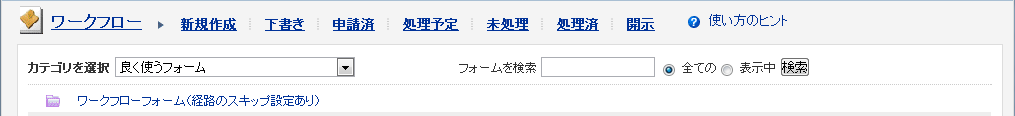 ワークフロー 新規作成 下書き 申請済 処理予定 未処理 処理済 開示 使い方のヒント
カテゴリを選択 良く使うフォーム フォームを検索 全ての 表示中 検索
ワークフローフォーム(経路のスキップ設定あり)